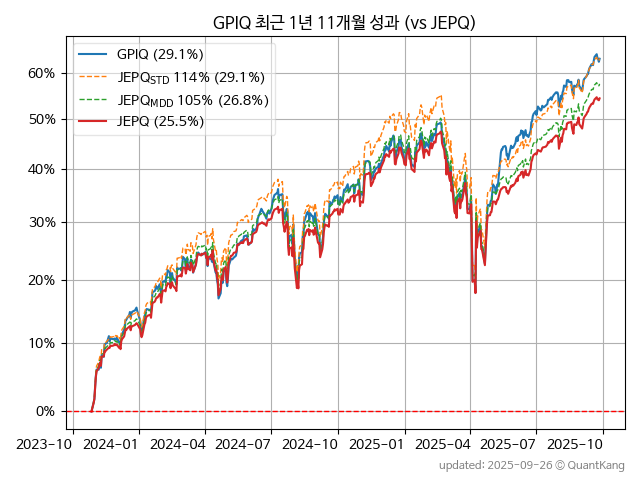 GPIQ 최근 1년 11개월 성과 (vs JEPQ)
GPIQ (29.1%)
JEPQSTD 114% (29.1%)
JEPQMDD 105% (26.8%)
JEPQ (25.5%)
60%
50%
40%
30%
20%
10%
0%
2023-10 2024-01 2024-04 2024-07 2024-10 2025-01 2025-04 2025-07 2025-10
updated: 2025-09-26 © QuantKang